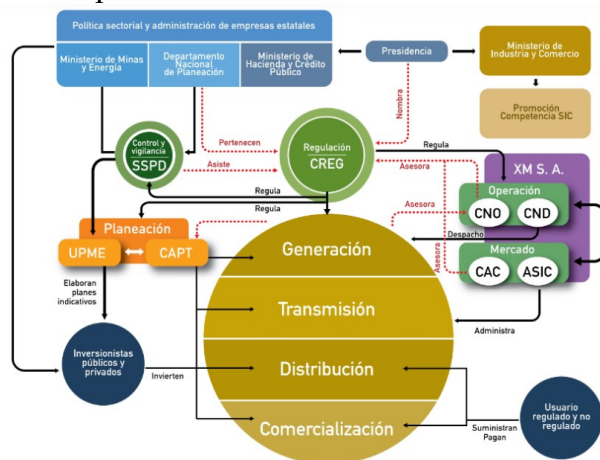 Política sectorial y administración de empresas estatales
Ministerio de Minas
y Energía
Departamento
Nacional
de Planeación
Ministerio de
Hacienda y Crédito
Público
Presidencia
Ministerio de
Industria y Comercio
Promoción
Competencia SIC
Nombra
Control y
vigilancia
SSPD
Pertenecen
Asiste
Regulación
CREG
Regula
Asesora
XM S. A.
Operación
CNO
CND
Despacho
Mercado
CAC
ASIC
Asesora
Asesora
Administra
Regula
Regula
Planeación
UPME
CAPT
Elaboran
planes
indicativos
Inversionistas
públicos y
privados
Invierten
Generación
Transmisión
Distribución
Comercialización
Suministran
Pagan
Usuario
regulado y no
regulado